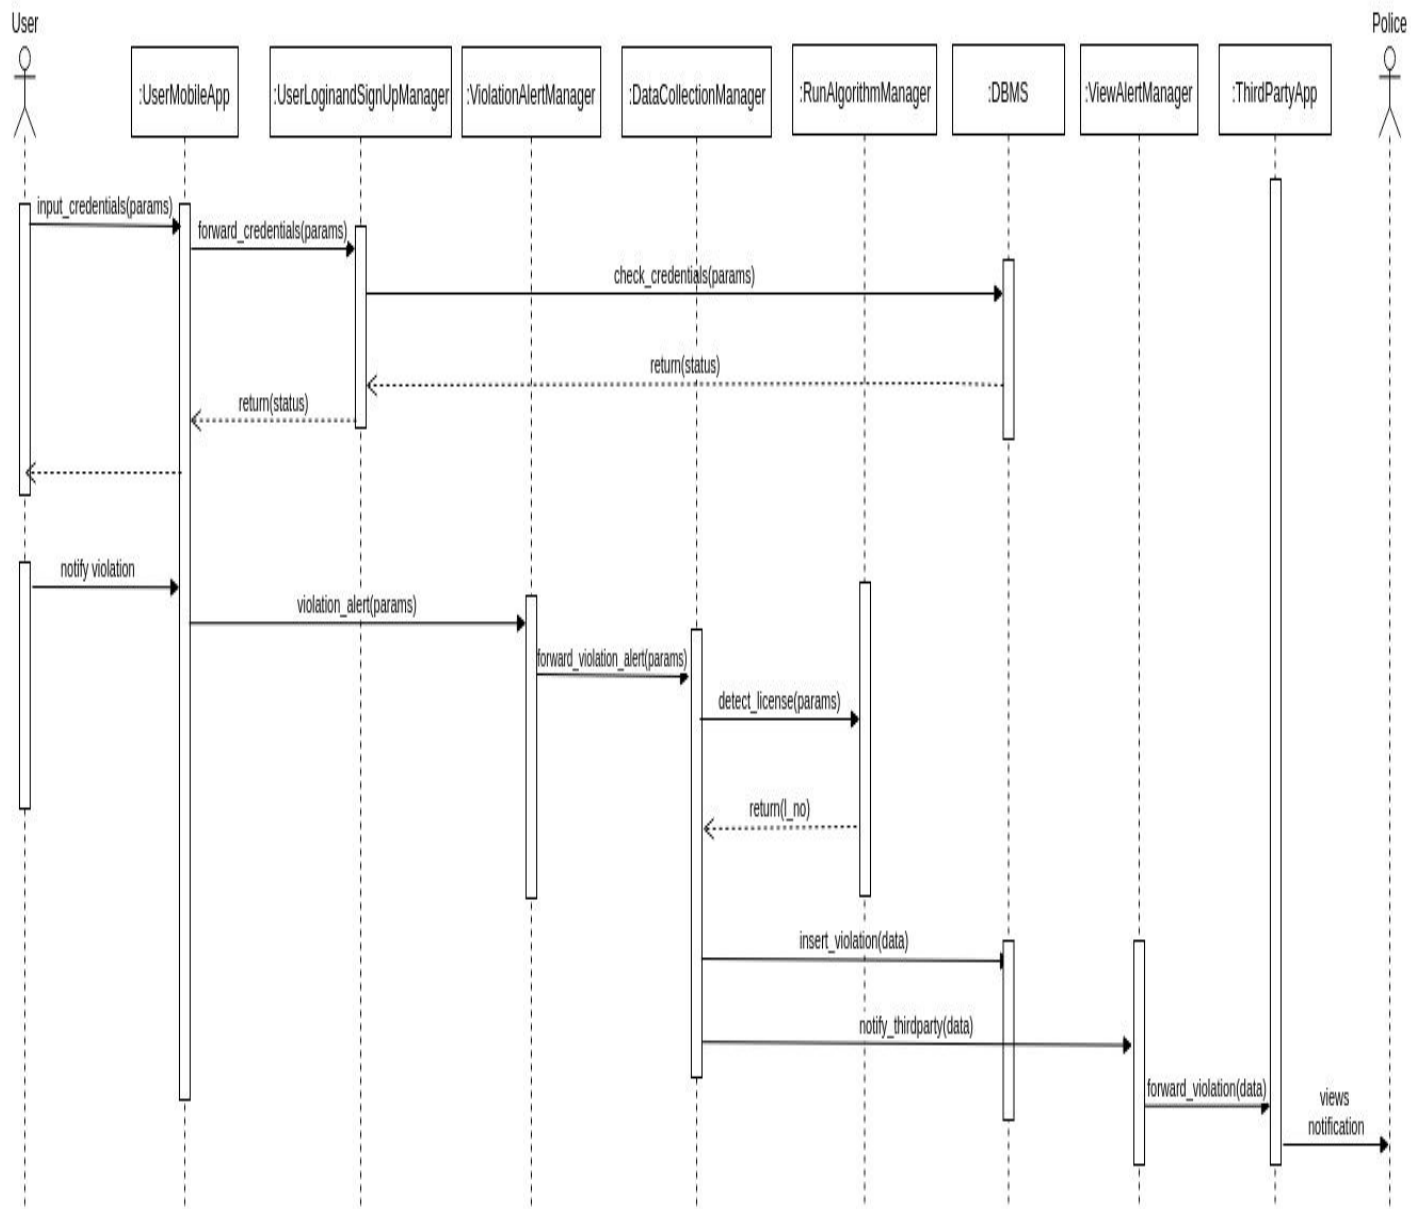 User
Police
:UserMobileApp
:UserLoginandSignUpManager
:ViolationAlertManager
:DataCollectionManager
:RunAlgorithmManager
:DBMS
:ViewAlertManager
:ThirdPartyApp
input_credentials(params)
forward_credentials(params)
check_credentials(params)
return(status)
return(status)
notify violation
violation_alert(params)
forward_violation_alert(params)
detect_license(params)
return(l_no)
insert_violation(data)
notify_thirdparty(data)
forward_violation(data)
views
notification